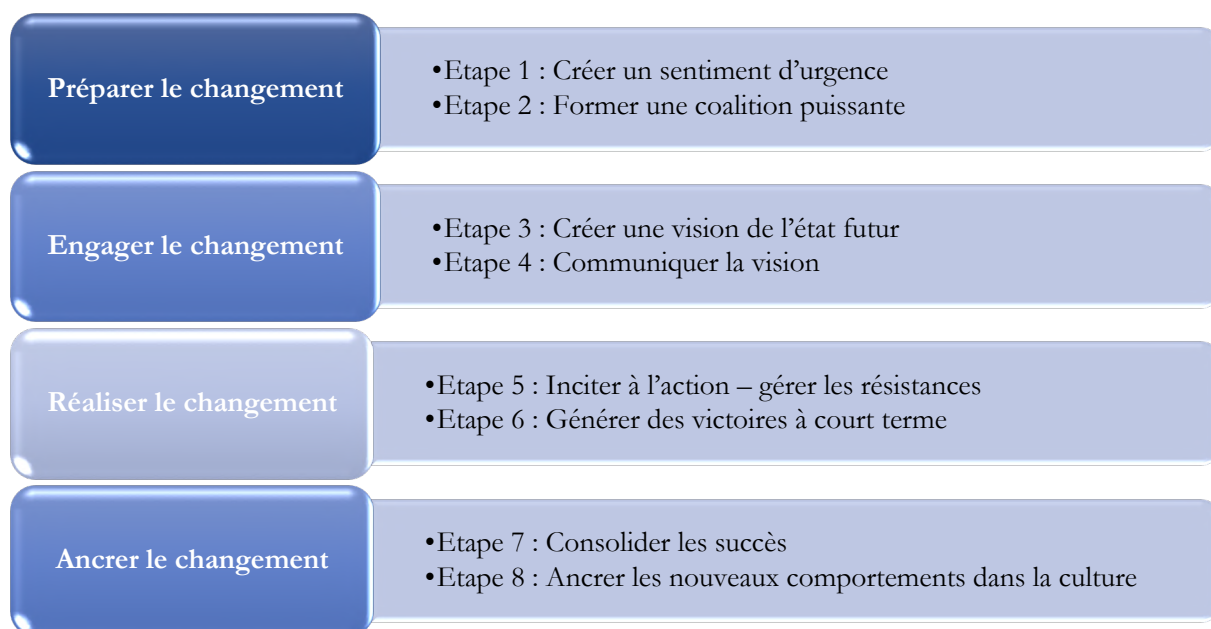 Préparer le changement
•Etape 1 : Créer un sentiment d’urgence
•Etape 2 : Former une coalition puissante
Engager le changement
•Etape 3 : Créer une vision de l’état futur
•Etape 4 : Communiquer la vision
Réaliser le changement
•Etape 5 : Inciter à l’action – gérer les résistances
•Etape 6 : Générer des victoires à court terme
Ancrer le changement
•Etape 7 : Consolider les succès
•Etape 8 : Ancrer les nouveaux comportements dans la culture